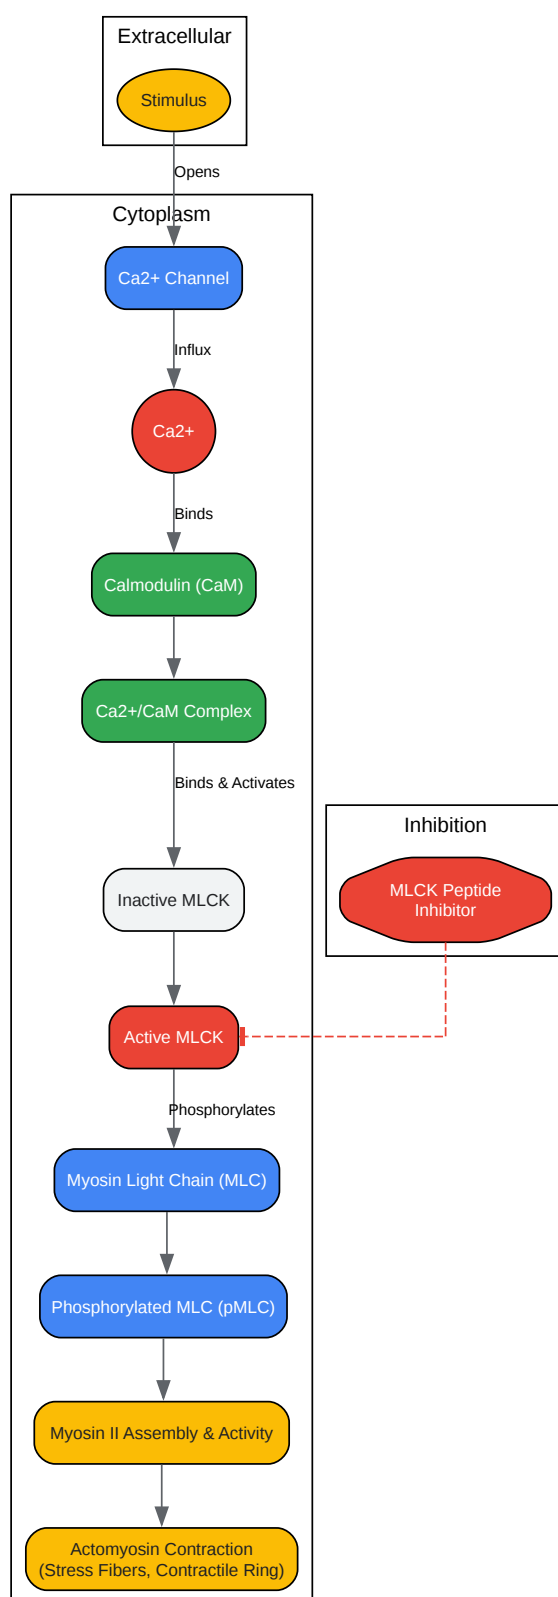 Extracellular
Stimulus
Opens
Cytoplasm
Ca2+ Channel
Influx
Ca2+
Binds
Calmodulin (CaM)
Ca2+/CaM Complex
Binds & Activates
Inhibition
MLCK Peptide
Inhibitor
Inactive MLCK
Active MLCK
Phosphorylates
Myosin Light Chain (MLC)
Phosphorylated MLC (pMLC)
Myosin II Assembly & Activity
Actomyosin Contraction
(Stress Fibers, Contractile Ring)